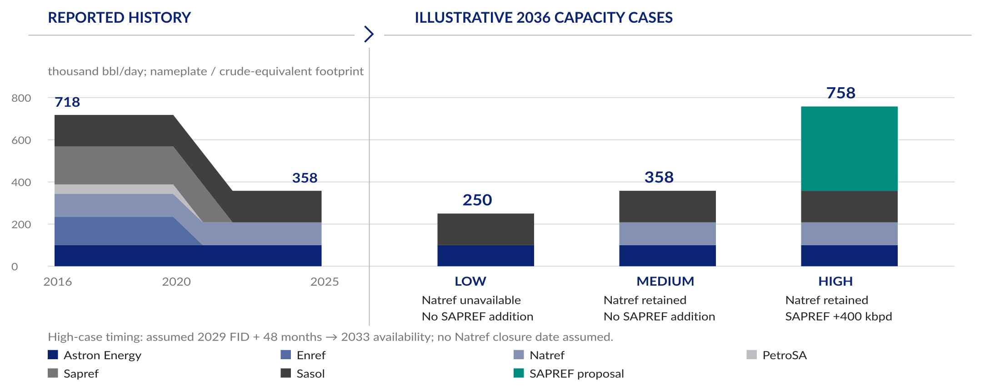 REPORTED HISTORY
ILLUSTRATIVE 2036 CAPACITY CASES
thousand bbl/day; nameplate / crude-equivalent footprint
800
600
400
200
0
718
358
2016
2020
2025
250
358
758
LOW
Natref unavailable
No SAPREF addition
MEDIUM
Natref retained
No SAPREF addition
HIGH
Natref retained
SAPREF +400 kbpd
High-case timing: assumed 2029 FID + 48 months → 2033 availability; no Natref closure date assumed.
Astron Energy
Enref
Natref
PetroSA
Sapref
Sasol
SAPREF proposal